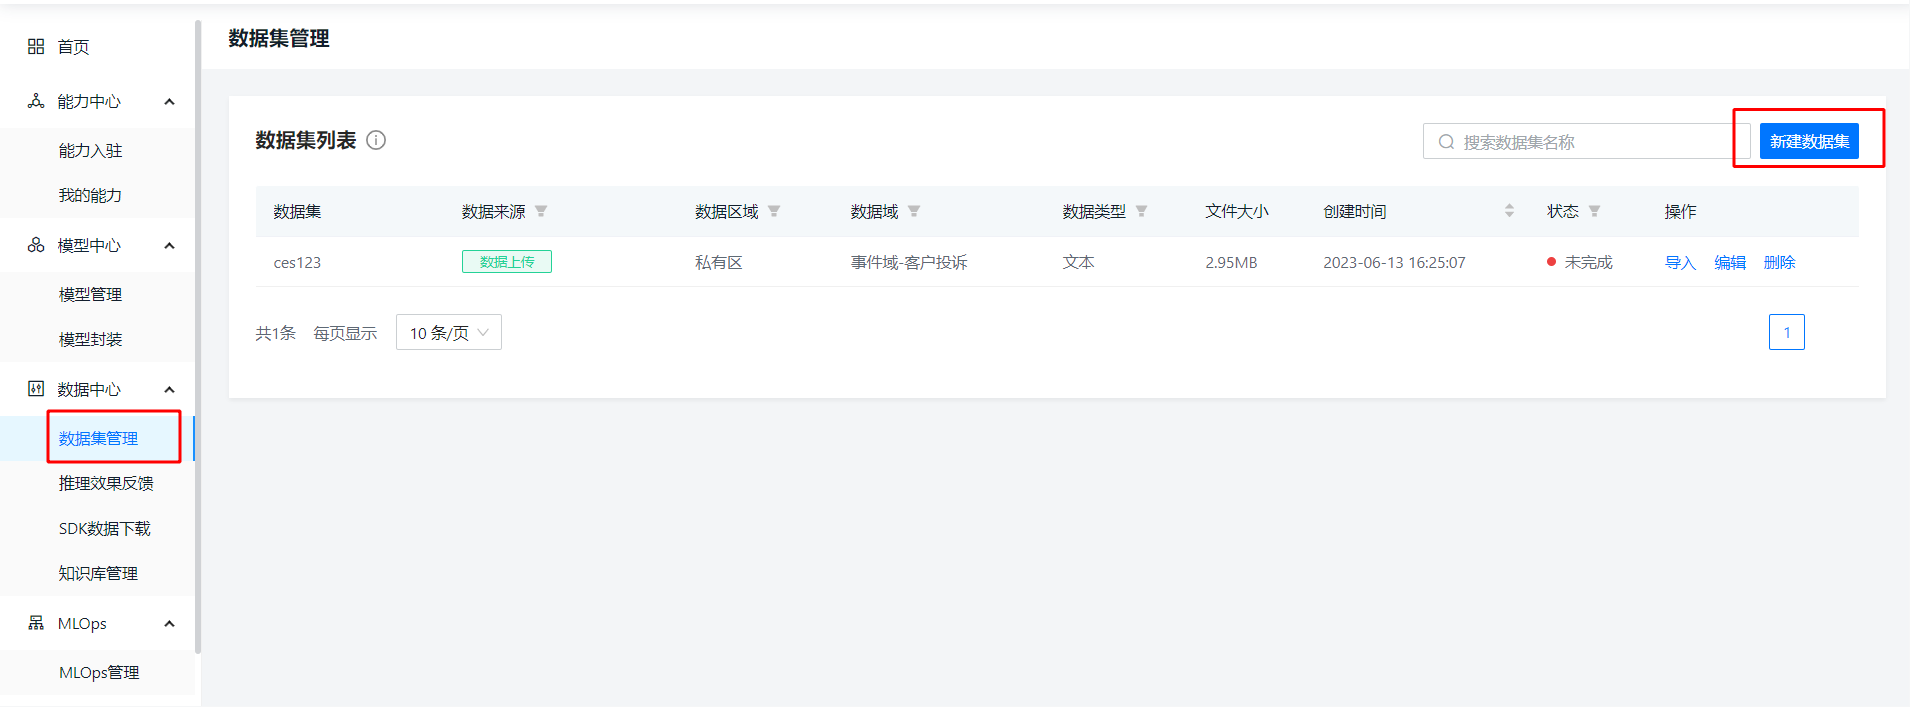 首页
能力中心
能力入驻
我的能力
模型中心
模型管理
模型封装
数据中心
数据集管理
推理效果反馈
SDK数据下载
知识库管理
MLOps
MLOps管理
数据集管理
数据集列表
搜索数据集名称
新建数据集
数据集 数据来源 数据区域 数据域 数据类型 文件大小 创建时间 状态 操作
ces123 数据上传 私有区 事件域-客户投诉 文本 2.95MB 2023-06-13 16:25:07 未完成 导入 编辑 删除
共1条 每页显示 10 条/页 1